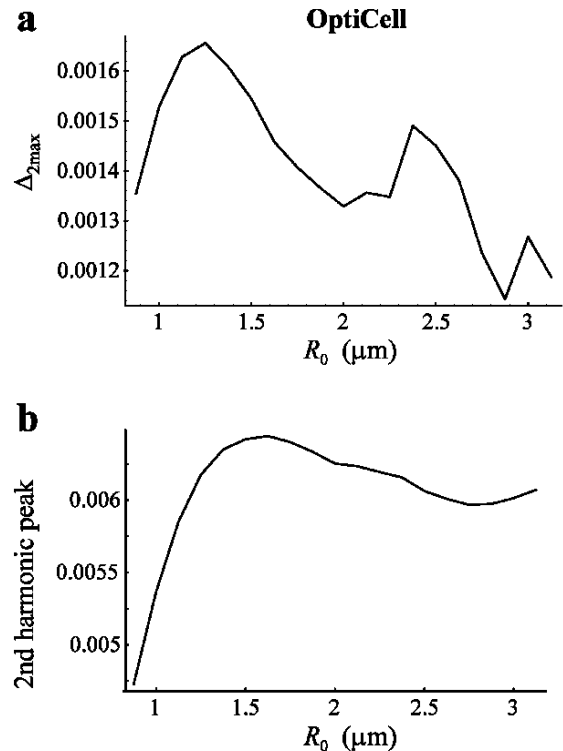 a
OptiCell
0.0016
0.0015
0.0014
0.0013
0.0012
Δ2max
1 1.5 2 2.5 3
R0 (μm)
b
0.006
0.0055
0.005
2nd harmonic peak
1 1.5 2 2.5 3
R0 (μm)